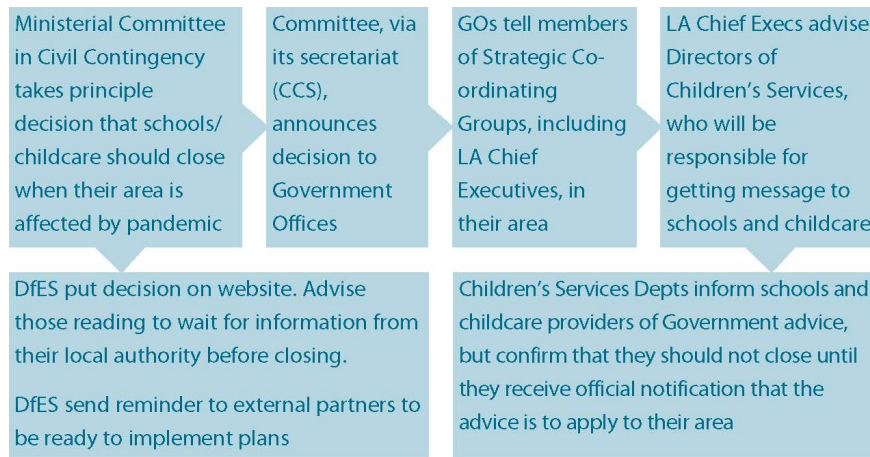 Ministerial Committee
in Civil Contingency
takes principle
decision that schools/
childcare should close
when their area is
affected by pandemic
Committee, via
its secretariat
(CCS),
announces
decision to
Government
Offices
GOs tell members
of Strategic Co-
ordinating
Groups, including
LA Chief
Executives, in
their area
LA Chief Execs advise
Directors of
Children’s Services,
who will be
responsible for
getting message to
schools and childcare
DfES put decision on website. Advise
those reading to wait for information from
their local authority before closing.
DfES send reminder to external partners to
be ready to implement plans
Children’s Services Depts inform schools and
childcare providers of Government advice,
but confirm that they should not close until
they receive official notification that the
advice is to apply to their area